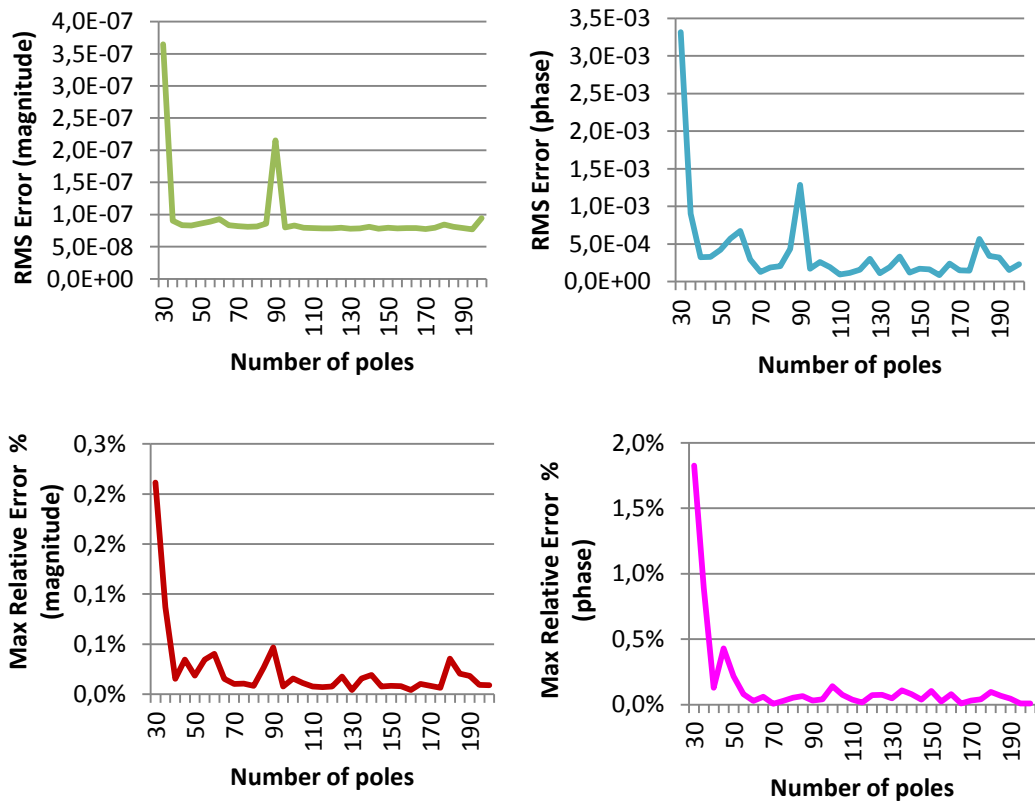 RMS Error (magnitude)
4,0E-07
3,5E-07
3,0E-07
2,5E-07
2,0E-07
1,5E-07
1,0E-07
5,0E-08
0,0E+00
30 50 70 90 110 130 150 170 190
Number of poles
RMS Error (phase)
3,5E-03
3,0E-03
2,5E-03
2,0E-03
1,5E-03
1,0E-03
5,0E-04
0,0E+00
30 50 70 90 110 130 150 170 190
Number of poles
Max Relative Error %
(magnitude)
0,3%
0,2%
0,2%
0,1%
0,1%
0,0%
30 50 70 90 110 130 150 170 190
Number of poles
Max Relative Error %
(phase)
2,0%
1,5%
1,0%
0,5%
0,0%
30 50 70 90 110 130 150 170 190
Number of poles